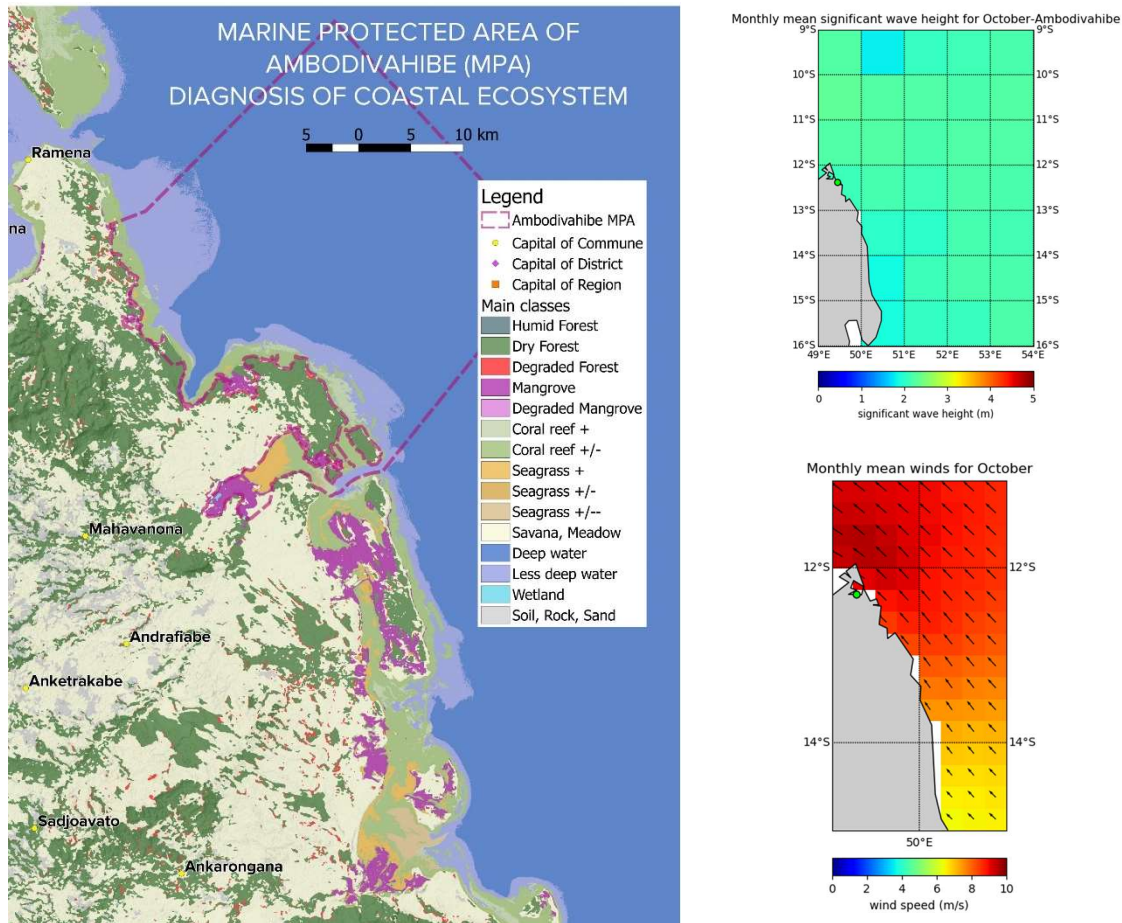 MARINE PROTECTED AREA OF
AMBODIVAHIBE (MPA)
DIAGNOSIS OF COASTAL ECOSYSTEM
5 0 5 10 km
Ramena
na
Mahavanona
Andrafiabe
Anketrakabe
Sadjoavato
Ankarongana
Legend
Ambodivahibe MPA
Capital of Commune
Capital of District
Capital of Region
Main classes
Humid Forest
Dry Forest
Degraded Forest
Mangrove
Degraded Mangrove
Coral reef +
Coral reef +/-
Seagrass +
Seagrass +/-
Seagrass +/--
Savana, Meadow
Deep water
Less deep water
Wetland
Soil, Rock, Sand
Monthly mean significant wave height for October-Ambodivahibe
9°S 9°S
10°S 10°S
11°S 11°S
12°S 12°S
13°S 13°S
14°S 14°S
15°S 15°S
16°S 16°S
49°E 50°E 51°E 52°E 53°E 54°E
0 1 2 3 4 5
significant wave height (m)
Monthly mean winds for October
12°S 12°S
14°S 14°S
50°E
0 2 4 6 8 10
wind speed (m/s)